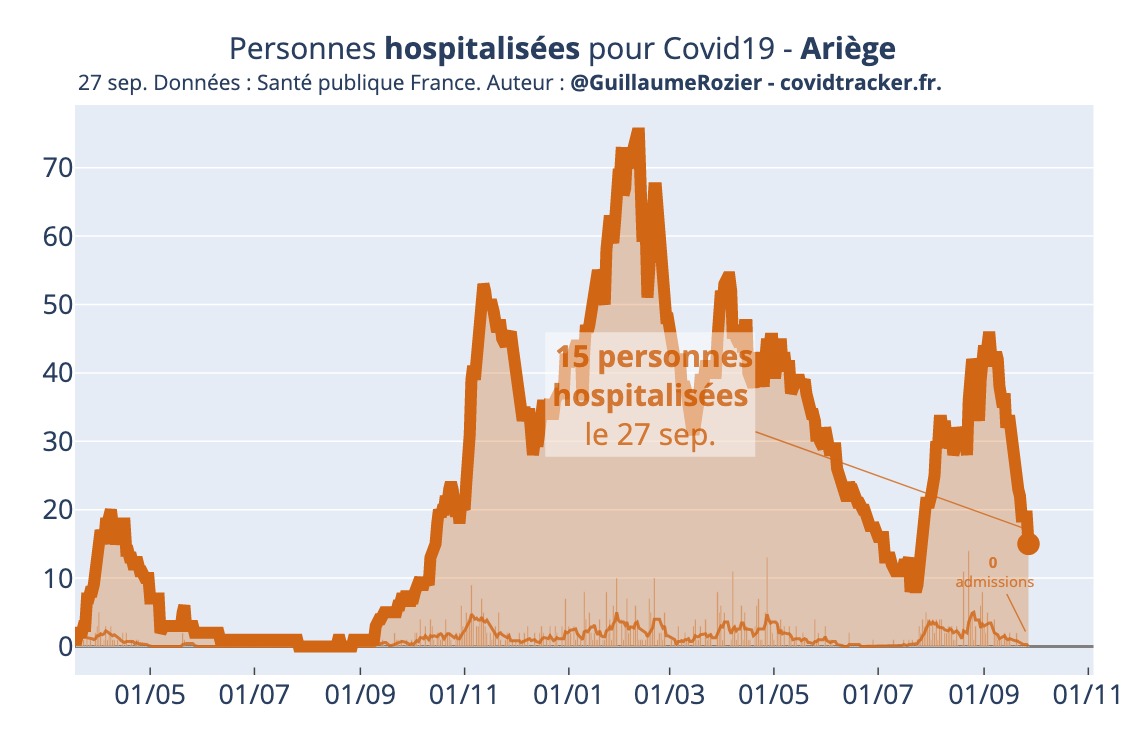 Personnes hospitalisées pour Covid19 - Ariège
27 sep. Données : Santé publique France. Auteur : @GuillaumeRozier - covidtracker.fr.
70
60
50
40
30
20
10
0
15 personnes
hospitalisées
le 27 sep.
0
admissions
01/05 01/07 01/09 01/11 01/01 01/03 01/05 01/07 01/09 01/11